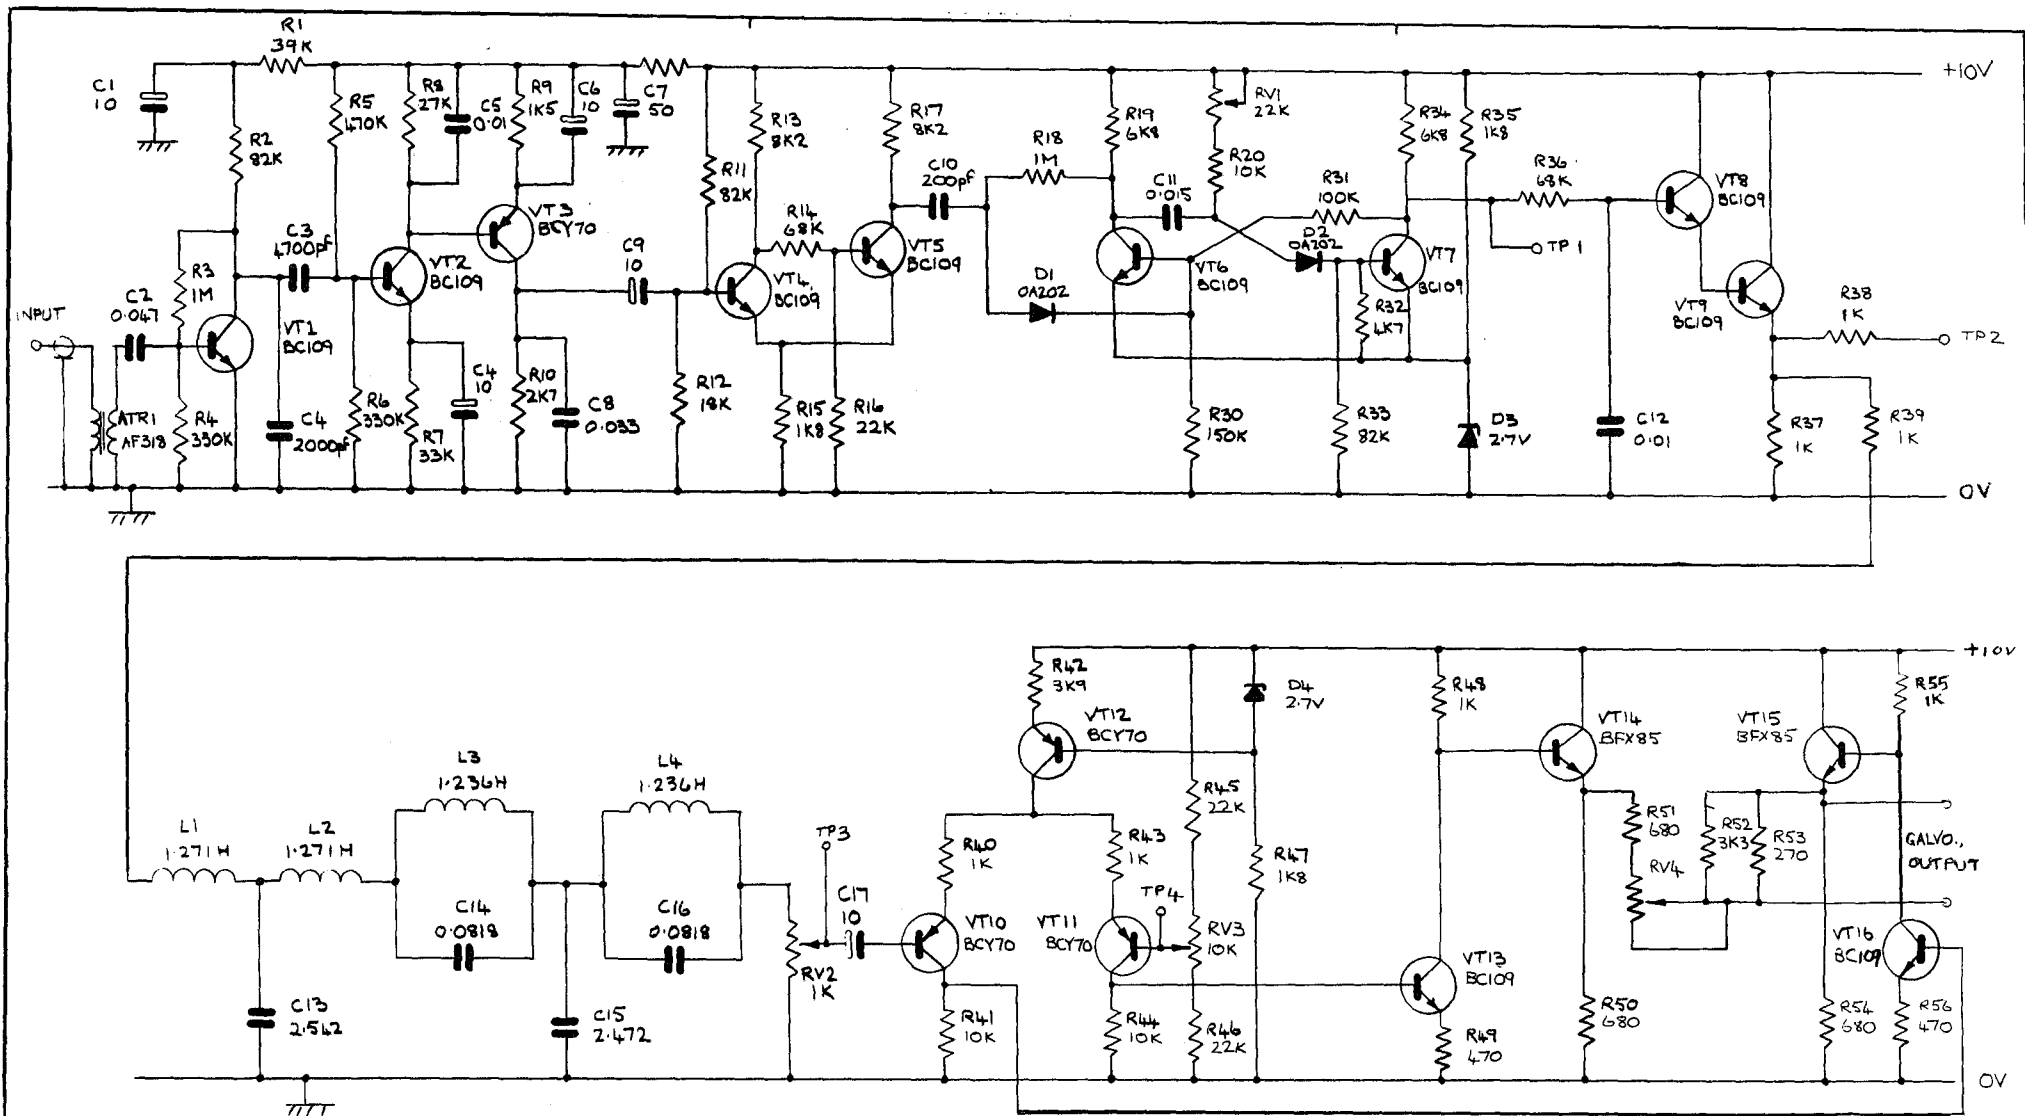 R1
39K
C1
10
R2
82K
R5
470K
R8
27K
C5
0.01
R9
1K5
C6
10
C7
50
R11
82K
R13
8K2
R17
8K2
R14
68K
C10
200pf
R18
1M
R19
6K8
RV1
22K
R20
10K
C11
0.015
R31
100K
R34
6K8
R35
1K8
R36
68K
+10V
VT8
BC109
TP1
VT9
BC109
R38
1K
TP2
INPUT
C2
0.047
R3
1M
C3
4700pf
VT1
BC109
VT2
BC109
VT3
BCY70
C9
10
VT4
BC109
VT5
BC109
D1
OA202
VT6
BC109
D2
OA202
VT7
BC109
R32
4K7
ATR1
AF318
R4
330K
C4
2000pf
R6
330K
R7
33K
C4
10
R10
2K7
C8
0.033
R12
18K
R15
1K8
R16
22K
R30
150K
R33
82K
D3
2.7V
C12
0.01
R37
1K
R39
1K
0V
L1
1.271H
L2
1.271H
L3
1.236H
L4
1.236H
C14
0.0818
C16
0.0818
C13
2.542
C15
2.472
TP3
RV2
1K
C17
10
R42
3K9
VT12
BCY70
R40
1K
R43
1K
VT10
BCY70
VT11
BCY70
TP4
R41
10K
R44
10K
R45
22K
RV3
10K
R46
22K
D4
2.7V
R47
1K8
R48
1K
VT13
BC109
R49
470
VT14
BFX85
R50
680
R51
680
RV4
R52
3K3
R53
270
VT15
BFX85
R55
1K
+10V
GALVO.,
OUTPUT
VT16
BC109
R54
680
R56
470
0V